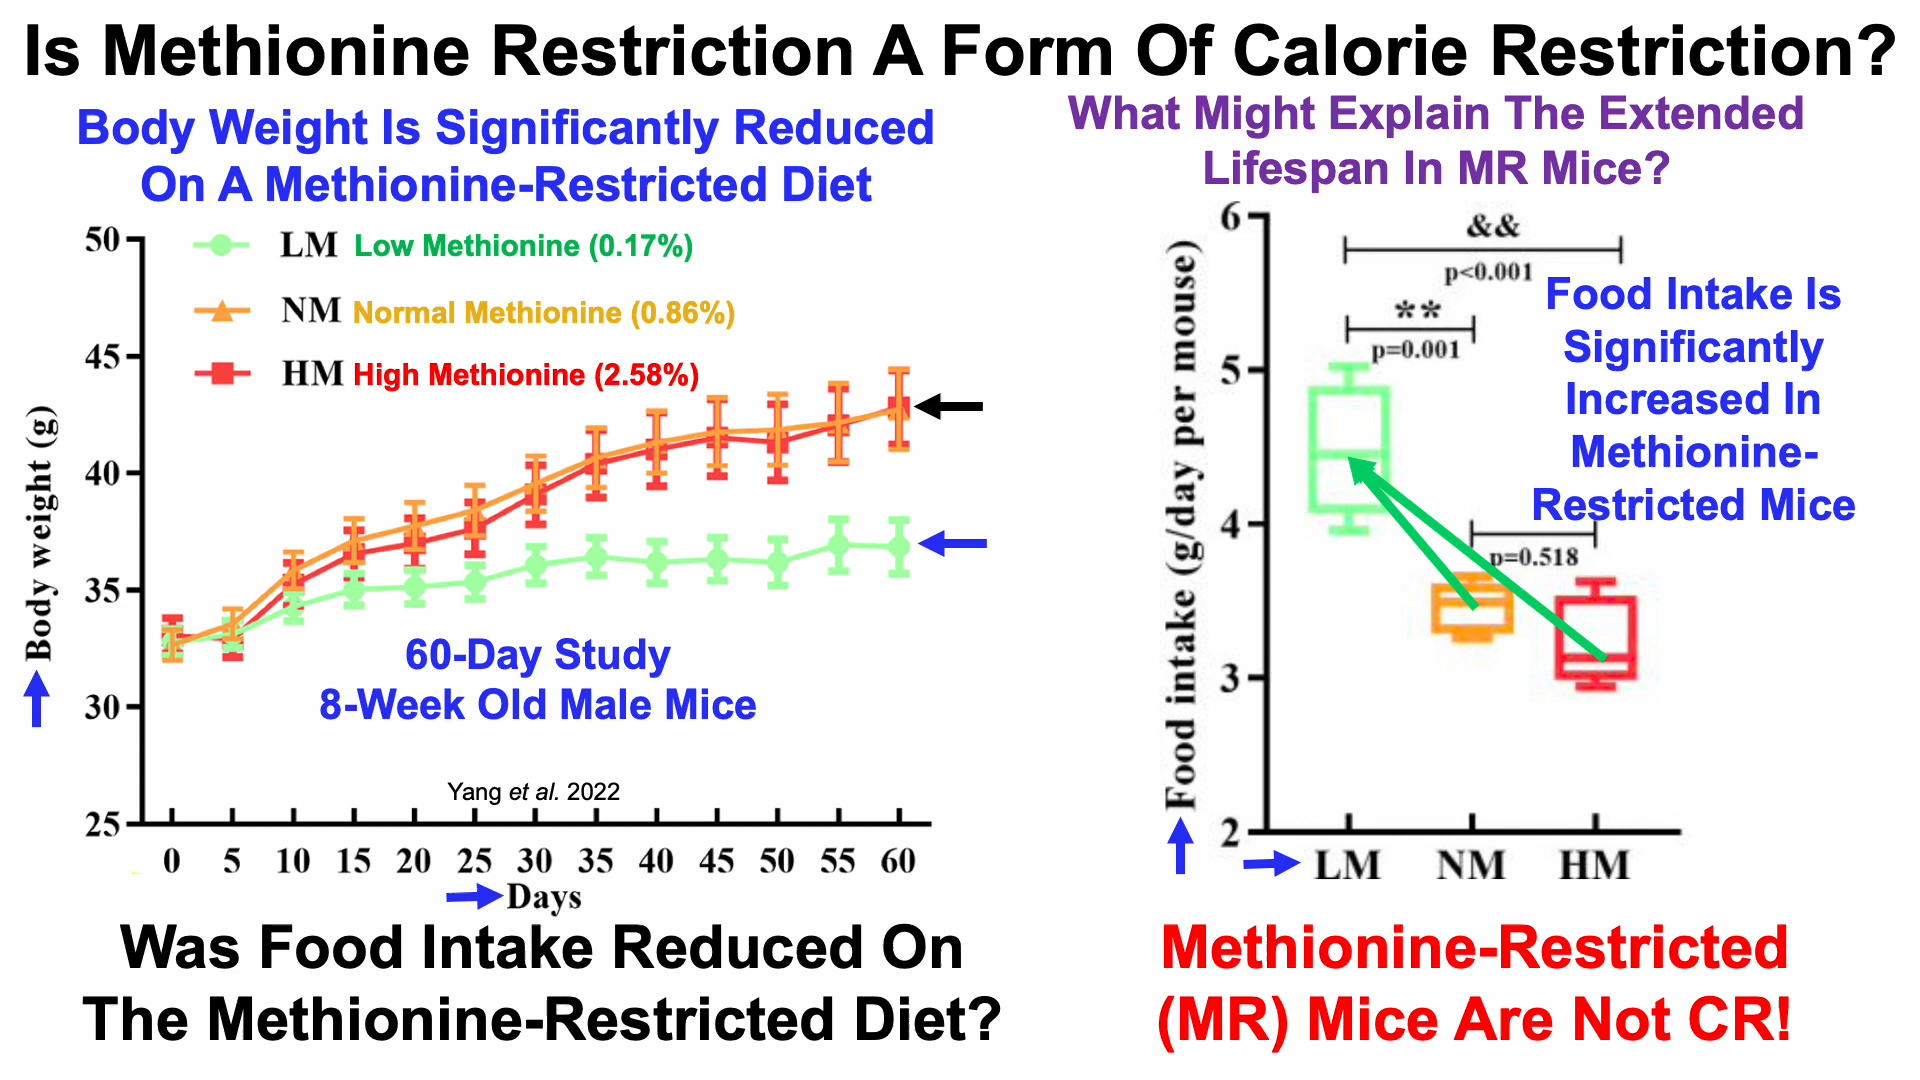 Is Methionine Restriction A Form Of Calorie Restriction?
Body Weight Is Significantly Reduced
On A Methionine-Restricted Diet
50
45
40
35
30
25
Body weight (g)
LM Low Methionine (0.17%)
NM Normal Methionine (0.86%)
HM High Methionine (2.58%)
60-Day Study
8-Week Old Male Mice
Yang et al. 2022
0 5 10 15 20 25 30 35 40 45 50 55 60
Days
Was Food Intake Reduced On
The Methionine-Restricted Diet?
What Might Explain The Extended
Lifespan In MR Mice?
6
5
4
3
2
Food intake (g/day per mouse)
&&
p<0.001
**
p=0.001
p=0.518
Food Intake Is
Significantly
Increased In
Methionine-
Restricted Mice
LM NM HM
Methionine-Restricted
(MR) Mice Are Not CR!